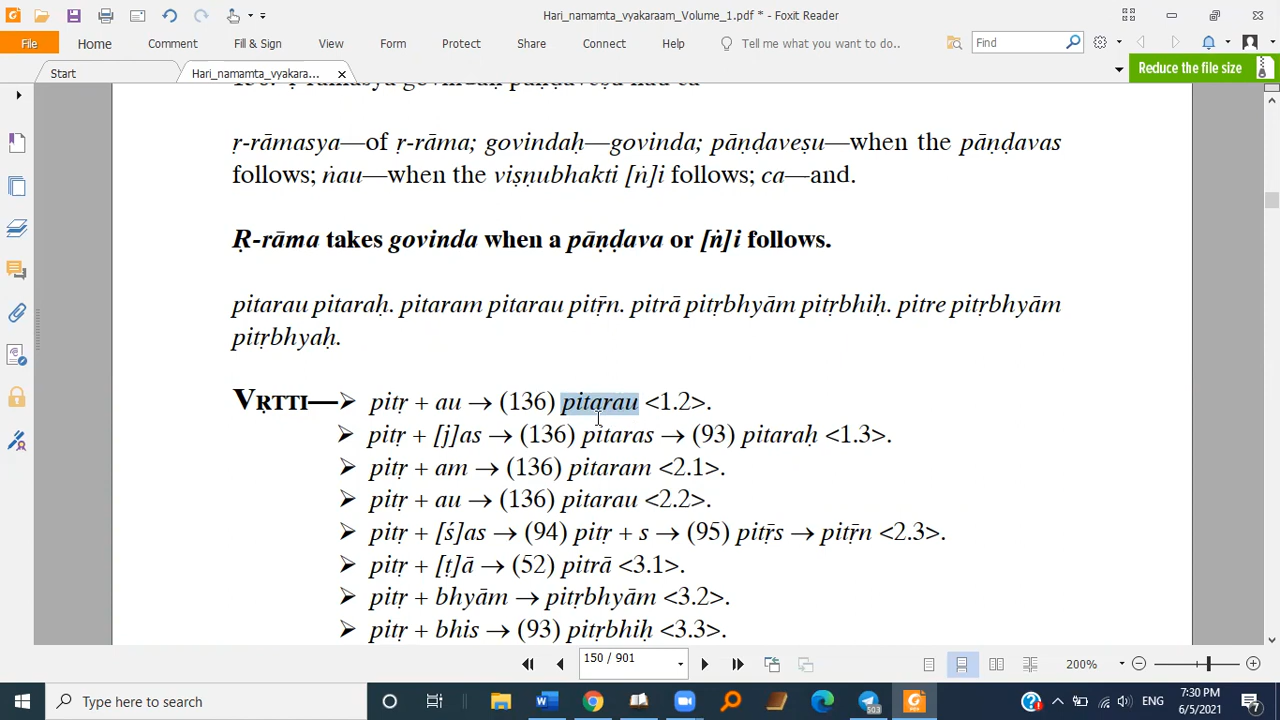 Hari_namamta_vyakaraam_Volume_1.pdf * - Foxit Reader
File Home Comment Fill & Sign View Form Protect Share Connect Help Tell me what you want to do.. Find
Start Hari_namamta_vyakara... Reduce the file size
ṛ-rāmasya—of ṛ-rāma; govindaḥ—govinda; pāṇḍaveṣu—when the pāṇḍavas
follows; ṅau—when the viṣṇubhakti [ṅ]i follows; ca—and.
Ṛ-rāma takes govinda when a pāṇḍava or [ṅ]i follows.
pitarau pitaraḥ. pitaram pitarau pitṝn. pitrā pitṛbhyām pitṛbhiḥ. pitre pitṛbhyām
pitṛbhyaḥ.
VṚTTI—➢ pitṛ + au → (136) pitarau <1.2>.
➢ pitṛ + [j]as → (136) pitaras → (93) pitaraḥ <1.3>.
➢ pitṛ + am → (136) pitaram <2.1>.
➢ pitṛ + au → (136) pitarau <2.2>.
➢ pitṛ + [ś]as → (94) pitṛ + s → (95) pitṝs → pitṝn <2.3>.
➢ pitṛ + [ṭ]ā → (52) pitrā <3.1>.
➢ pitṛ + bhyām → pitṛbhyām <3.2>.
➢ pitṛ + bhis → (93) pitṛbhiḥ <3.3>.
150 / 901 200%
Type here to search ENG 7:30 PM
6/5/2021